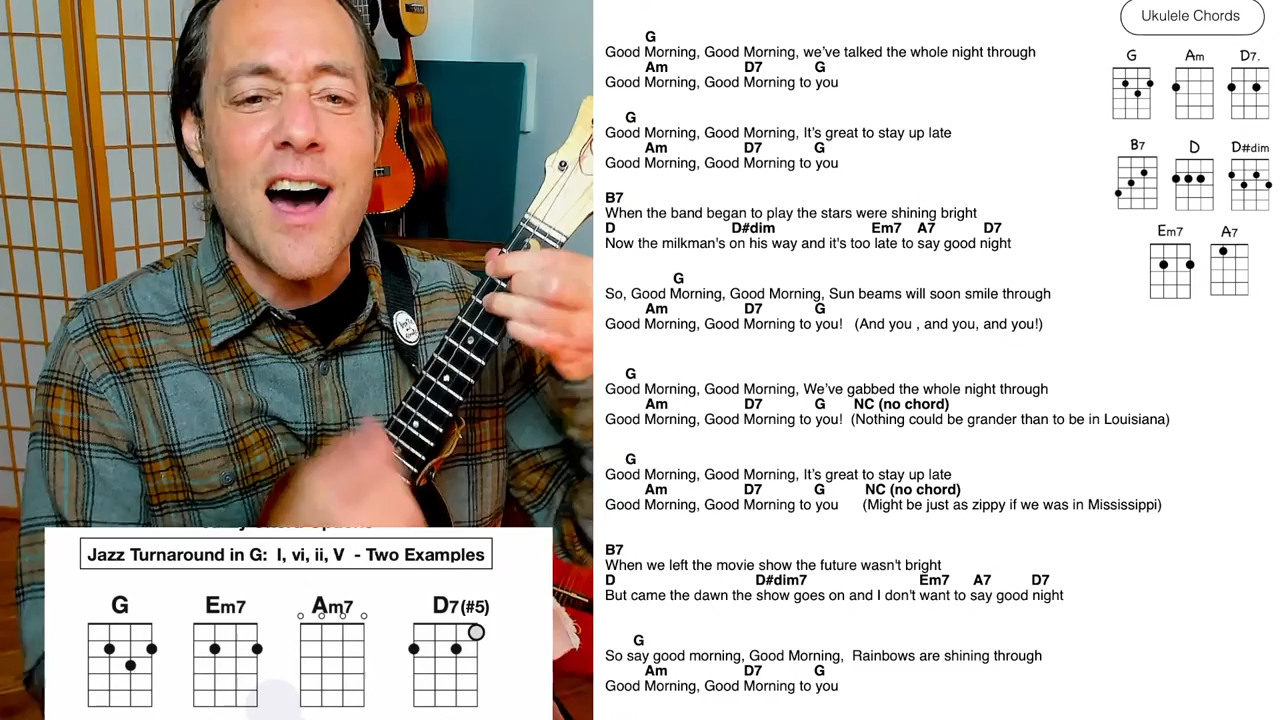 G
Good Morning, Good Morning, we've talked the whole night through
Am D7 G
Good Morning, Good Morning to you
G
Good Morning, Good Morning, It's great to stay up late
Am D7 G
Good Morning, Good Morning to you
B7
When the band began to play the stars were shining bright
D D#dim Em7 A7 D7
Now the milkman's on his way and it's too late to say good night
G
So, Good Morning, Good Morning, Sun beams will soon smile through
Am D7 G
Good Morning, Good Morning to you! (And you , and you, and you!)
G
Good Morning, Good Morning, We've gabbed the whole night through
Am D7 G NC (no chord)
Good Morning, Good Morning to you! (Nothing could be grander than to be in Louisiana)
G
Good Morning, Good Morning, It's great to stay up late
Am D7 G NC (no chord)
Good Morning, Good Morning to you (Might be just as zippy if we was in Mississippi)
B7
When we left the movie show the future wasn't bright
D D#dim7 Em7 A7 D7
But came the dawn the show goes on and I don't want to say good night
G
So say good morning, Good Morning, Rainbows are shining through
Am D7 G
Good Morning, Good Morning to you
Ukulele Chords
G Am D7.
B7 D D#dim
Em7 A7
Jazz Turnaround in G: I, vi, ii, V - Two Examples
G Em7 Am7 D7(#5)